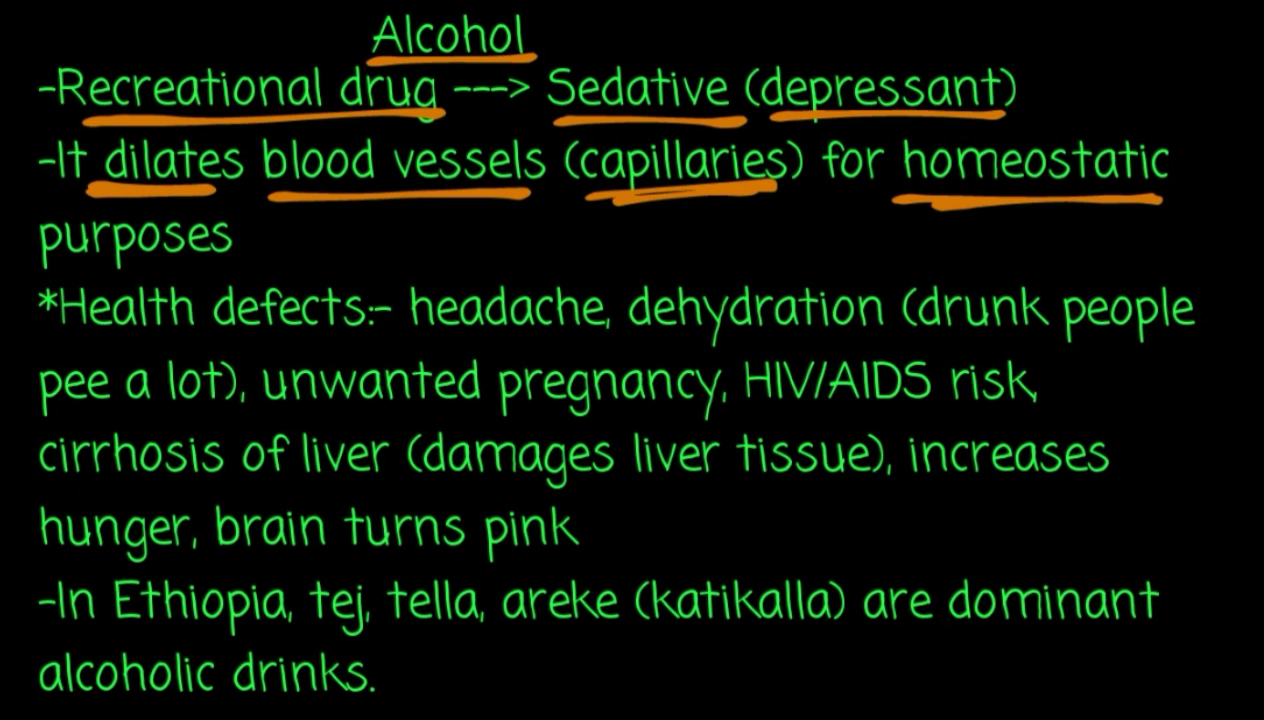 Alcohol
-Recreational drug ---> Sedative (depressant)
-It dilates blood vessels (capillaries) for homeostatic
purposes
*Health defects:- headache, dehydration (drunk people
pee a lot), unwanted pregnancy, HIV/AIDS risk,
cirrhosis of liver (damages liver tissue), increases
hunger, brain turns pink
-In Ethiopia, tej, tella, areke (katikalla) are dominant
alcoholic drinks.